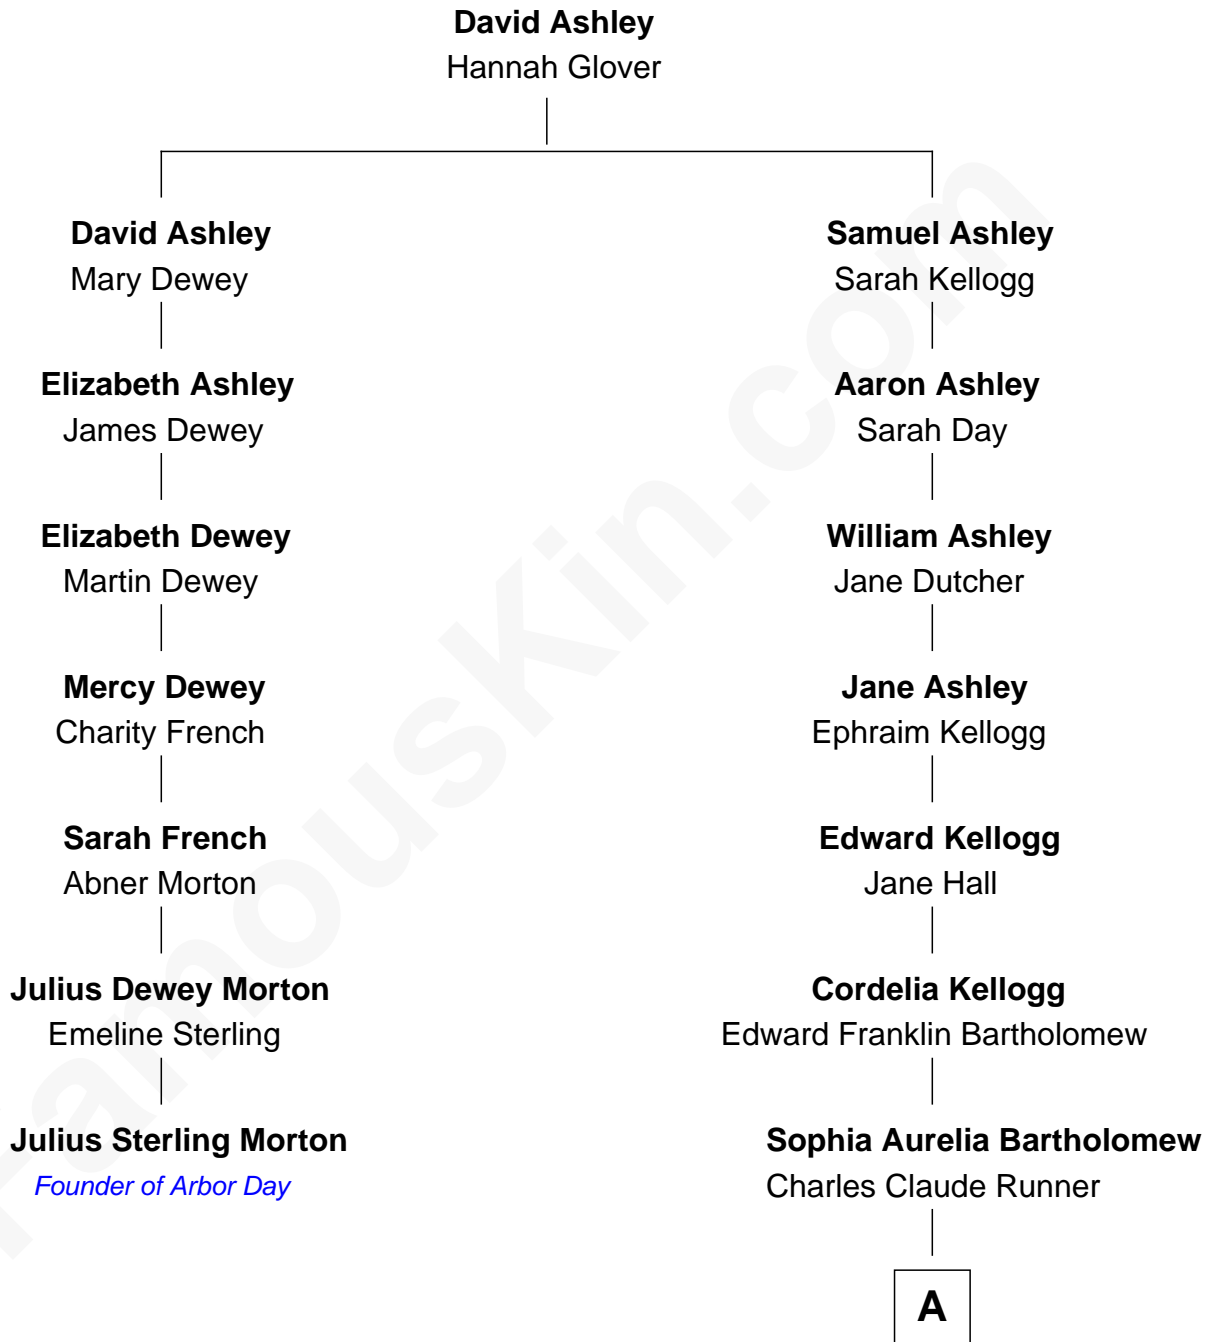 David Ashley
Hannah Glover
David Ashley
Mary Dewey
Samuel Ashley
Sarah Kellogg
Elizabeth Ashley
James Dewey
Aaron Ashley
Sarah Day
Elizabeth Dewey
Martin Dewey
William Ashley
Jane Dutcher
Mercy Dewey
Charity French
Jane Ashley
Ephraim Kellogg
Sarah French
Abner Morton
Edward Kellogg
Jane Hall
Julius Dewey Morton
Emeline Sterling
Cordelia Kellogg
Edward Franklin Bartholomew
Julius Sterling Morton
Founder of Arbor Day
Sophia Aurelia Bartholomew
Charles Claude Runner
A
FamousKin.com